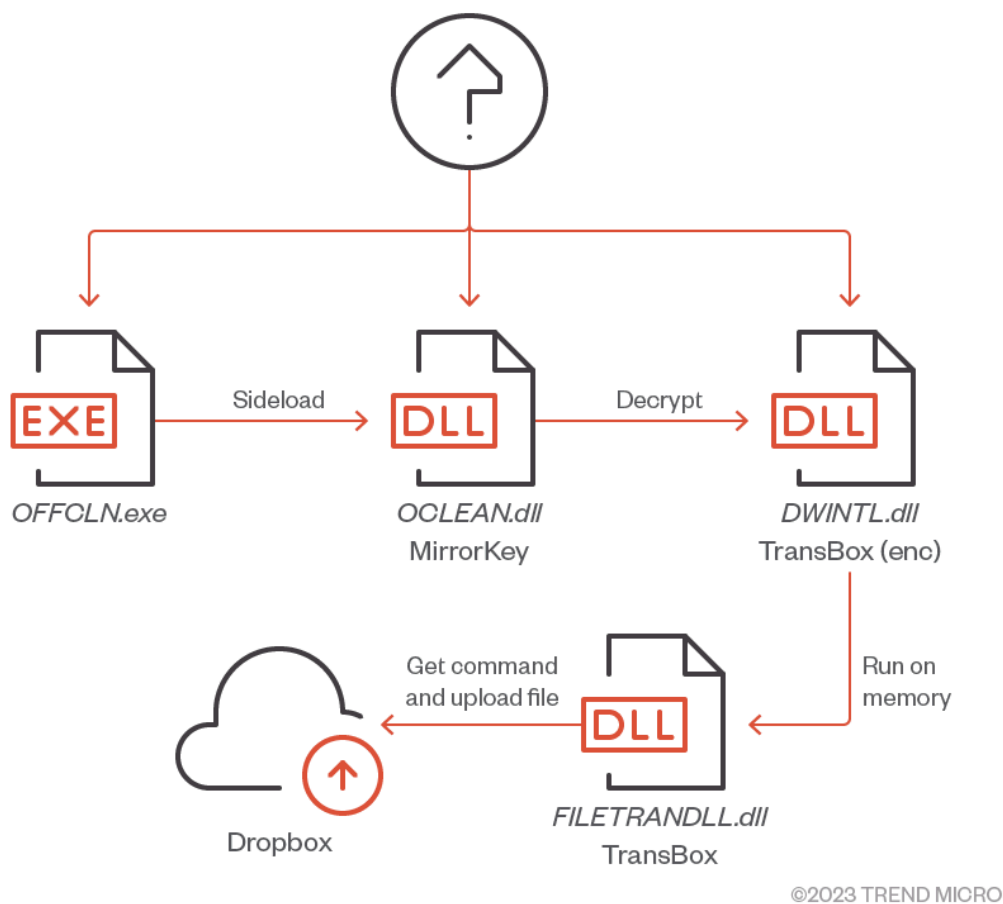 Sideload
Decrypt
EXE
DLL
DLL
OFFCLN.exe
OCLEAN.dll
MirrorKey
DWINTL.dll
TransBox (enc)
Get command
and upload file
Run on
memory
DLL
Dropbox
FILETRANDLL.dll
TransBox
©2023 TREND MICRO